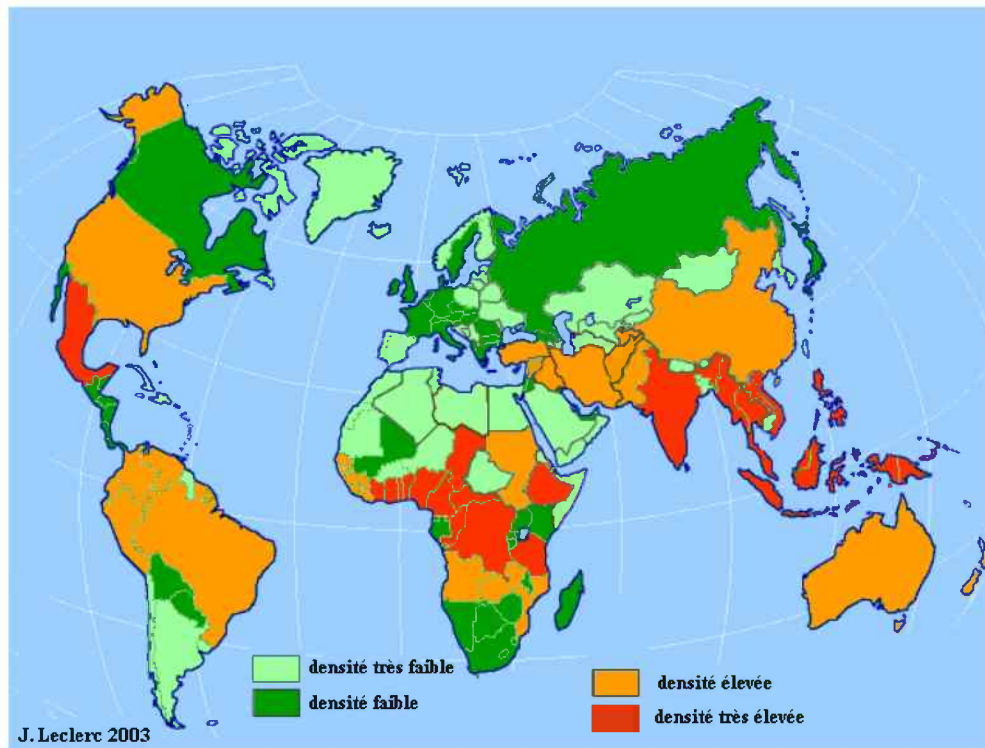 densité très faible
densité faible
densité élevée
densité très élevée
J. Leclerc 2003